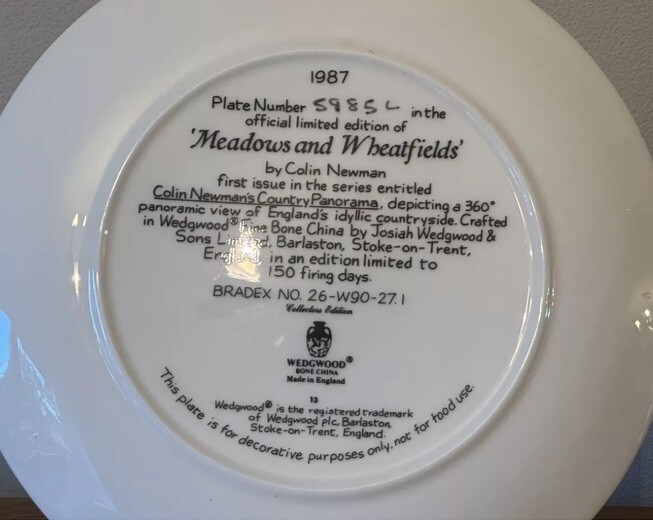 1987
Plate Number 5985 L in the
official limited edition of
'Meadows and Wheatfields'
by Colin Newman
first issue in the series entitled
Colin Newman's Country Panorama, depicting a 360°
panoramic view of England's idyllic countryside. Crafted
in Wedgwood® Fine Bone China by Josiah Wedgwood &
Sons Limited, Barlaston, Stoke-on-Trent,
England, in an edition limited to
150 firing days.
BRADEX NO. 26-W90-27.1
Collectors Edition
WEDGWOOD®
BONE CHINA
Made in England
13
Wedgwood® is the registered trademark
of Wedgwood plc, Barlaston,
Stoke-on-Trent, England.
This plate is for decorative purposes only, not for food use.